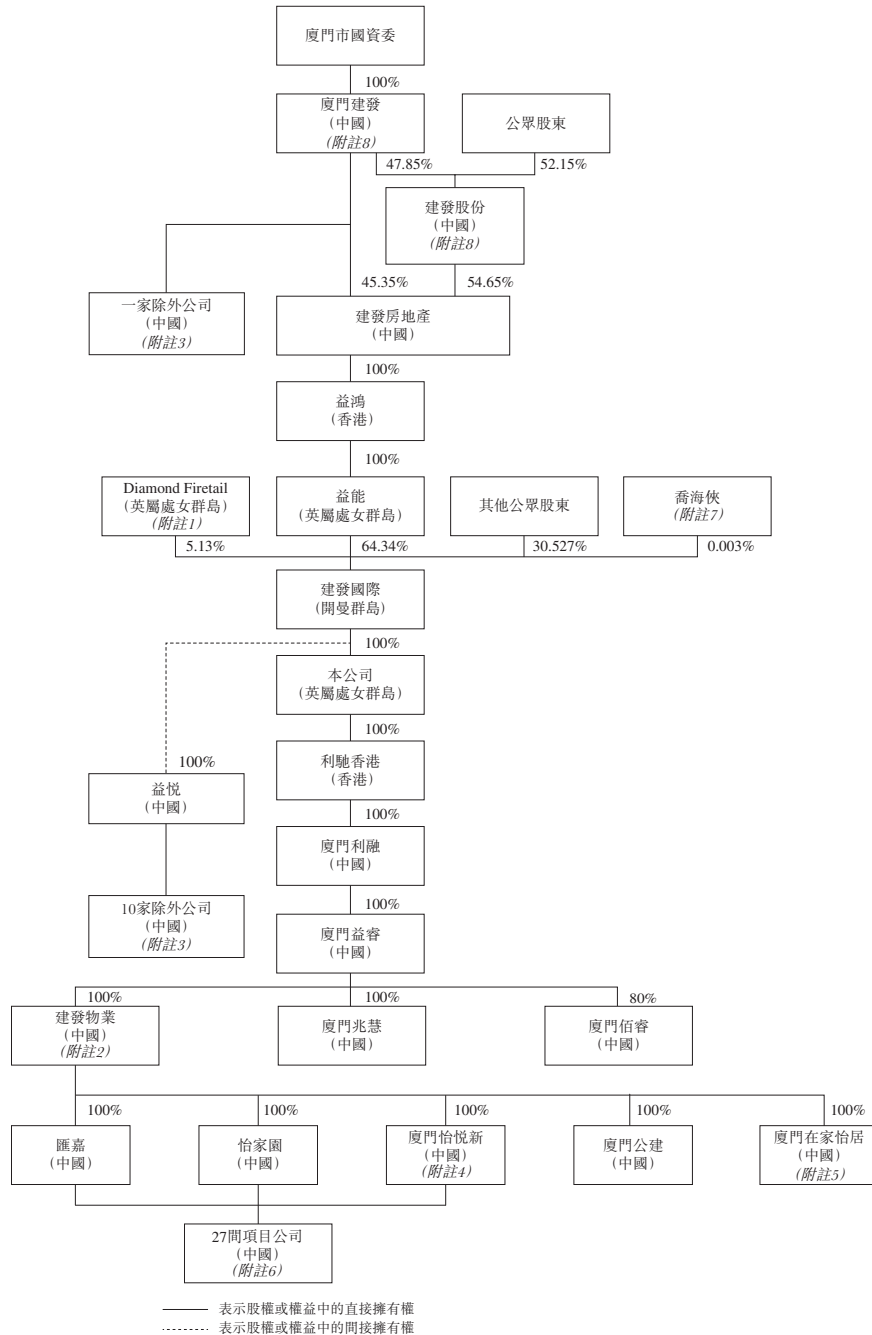 廈門市國資委
100%
廈門建發
(中國)
(附註8)
公眾股東
47.85%
52.15%
建發股份
(中國)
(附註8)
45.35%
54.65%
一家除外公司
(中國)
(附註3)
建發房地產
(中國)
100%
益鴻
(香港)
100%
Diamond Firetail
(英屬處女群島)
(附註1)
益能
(英屬處女群島)
其他公眾股東
喬海俠
(附註7)
5.13%
64.34%
30.527%
0.003%
建發國際
(開曼群島)
100%
本公司
(英屬處女群島)
100%
100%
益悅
(中國)
利馳香港
(香港)
100%
廈門利融
(中國)
100%
10家除外公司
(中國)
(附註3)
廈門益睿
(中國)
100%
100%
80%
建發物業
(中國)
(附註2)
廈門兆慧
(中國)
廈門佰睿
(中國)
100%
100%
100%
100%
100%
匯嘉
(中國)
怡家園
(中國)
廈門怡悅新
(中國)
(附註4)
廈門公建
(中國)
廈門在家怡居
(中國)
(附註5)
27間項目公司
(中國)
(附註6)
表示股權或權益中的直接擁有權
表示股權或權益中的間接擁有權